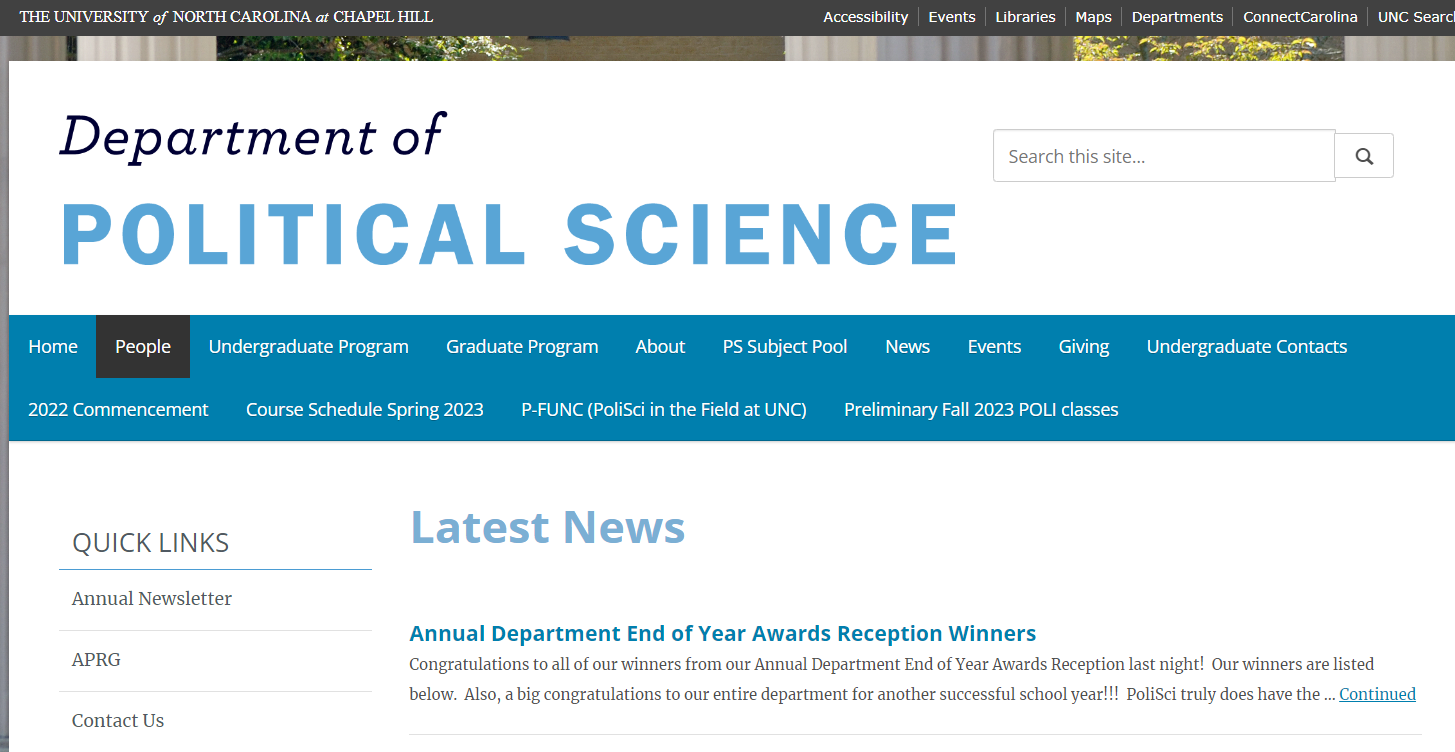 THE UNIVERSITY of NORTH CAROLINA at CHAPEL HILL
Accessibility Events Libraries Maps Departments ConnectCarolina UNC Searc
Department of
POLITICAL SCIENCE
Search this site...
Home People Undergraduate Program Graduate Program About PS Subject Pool News Events Giving Undergraduate Contacts
2022 Commencement Course Schedule Spring 2023 P-FUNC (PoliSci in the Field at UNC) Preliminary Fall 2023 POLI classes
QUICK LINKS
Annual Newsletter
APRG
Contact Us
Latest News
Annual Department End of Year Awards Reception Winners
Congratulations to all of our winners from our Annual Department End of Year Awards Reception last night!  Our winners are listed
below.  Also, a big congratulations to our entire department for another successful school year!!!  PoliSci truly does have the ... Continued